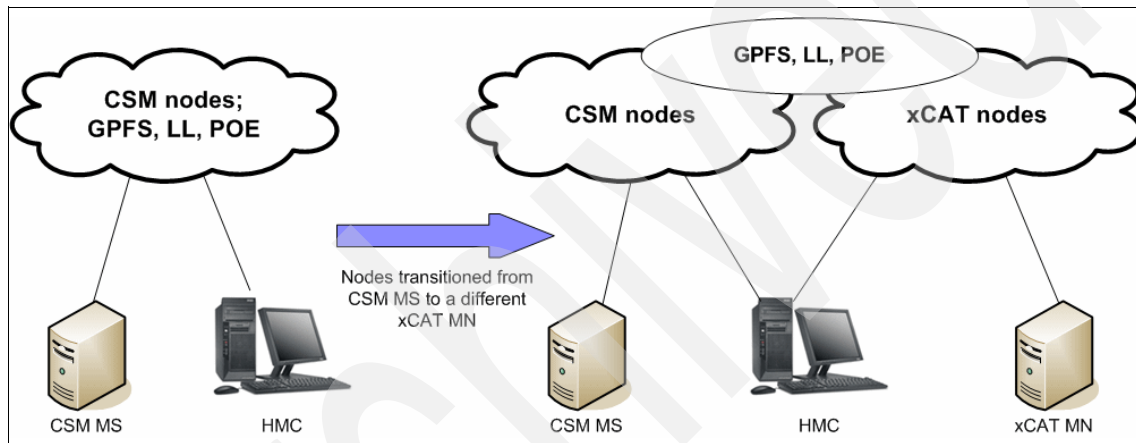 CSM nodes;
GPFS, LL, POE
CSM MS
HMC
Nodes transitioned from
CSM MS to a different
xCAT MN
GPFS, LL, POE
CSM nodes
xCAT nodes
CSM MS
HMC
xCAT MN